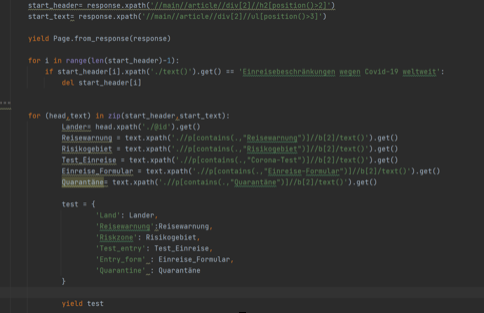 start_header= response.xpath('//main//article//div[2]//h2[position()>2]')
start_text= response.xpath('//main//article//div[2]//ul[position()>3]')
yield Page.from_response(response)
for i in range(len(start_header)-1):
if start_header[i].xpath('./text()').get() == 'Einreisebeschränkungen wegen Covid-19 weltweit':
del start_header[i]
for (head,text) in zip(start_header,start_text):
Lander= head.xpath('./@id').get()
Reisewarnung = text.xpath('.//p[contains(.,"Reisewarnung")]//b[2]/text()').get()
Risikogebiet = text.xpath('.//p[contains(.,"Risikogebiet")]//b[2]/text()').get()
Test_Einreise = text.xpath('.//p[contains(.,"Corona-Test")]//b[2]/text()').get()
Einreise_Formular = text.xpath('.//p[contains(.,"Einreise-Formular")]//b[2]/text()').get()
Quarantäne= text.xpath('.//p[contains(.,"Quarantäne")]//b[2]/text()').get()
test = {
'Land': Lander,
'Reisewarnung':Reisewarnung,
'Riskzone': Risikogebiet,
'Test_entry': Test_Einreise,
'Entry_form' : Einreise_Formular,
'Quarantine' : Quarantäne
}
yield test